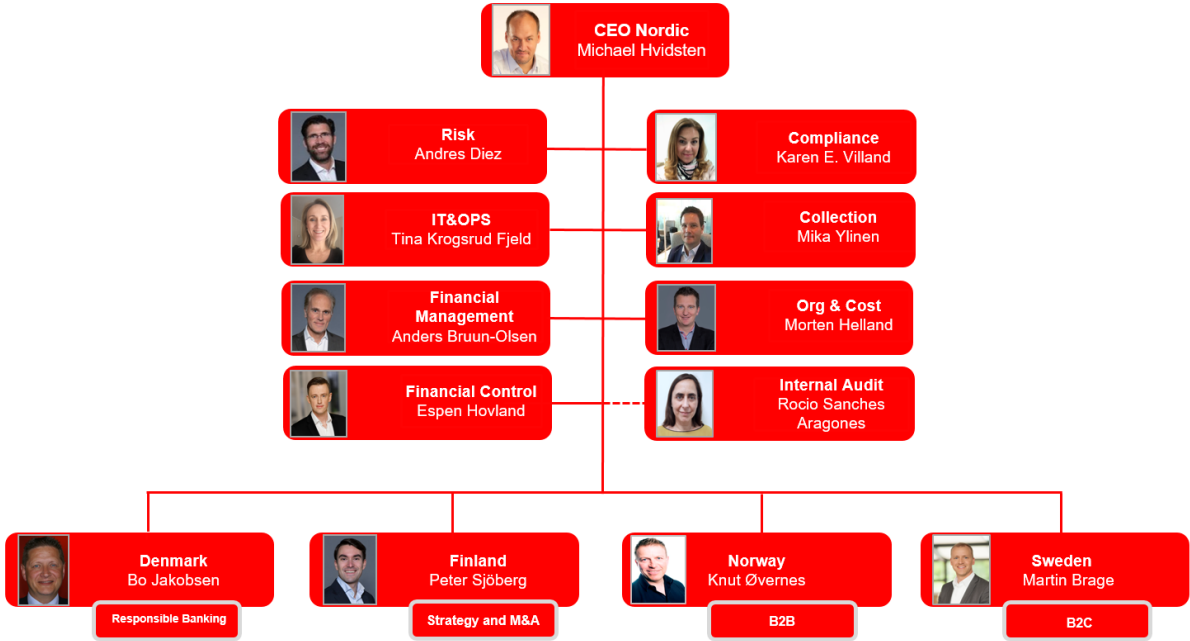 CEO Nordic
Michael Hvidsten
Risk
Andres Diez
Compliance
Karen E. Villand
IT&OPS
Tina Krogsrud Fjeld
Collection
Mika Ylinen
Financial
Management
Anders Bruun-Olsen
Org & Cost
Morten Helland
Financial Control
Espen Hovland
Internal Audit
Rocio Sanches
Aragones
Denmark
Bo Jakobsen
Responsible Banking
Finland
Peter Sjöberg
Strategy and M&A
Norway
Knut Øvernes
B2B
Sweden
Martin Brage
B2C